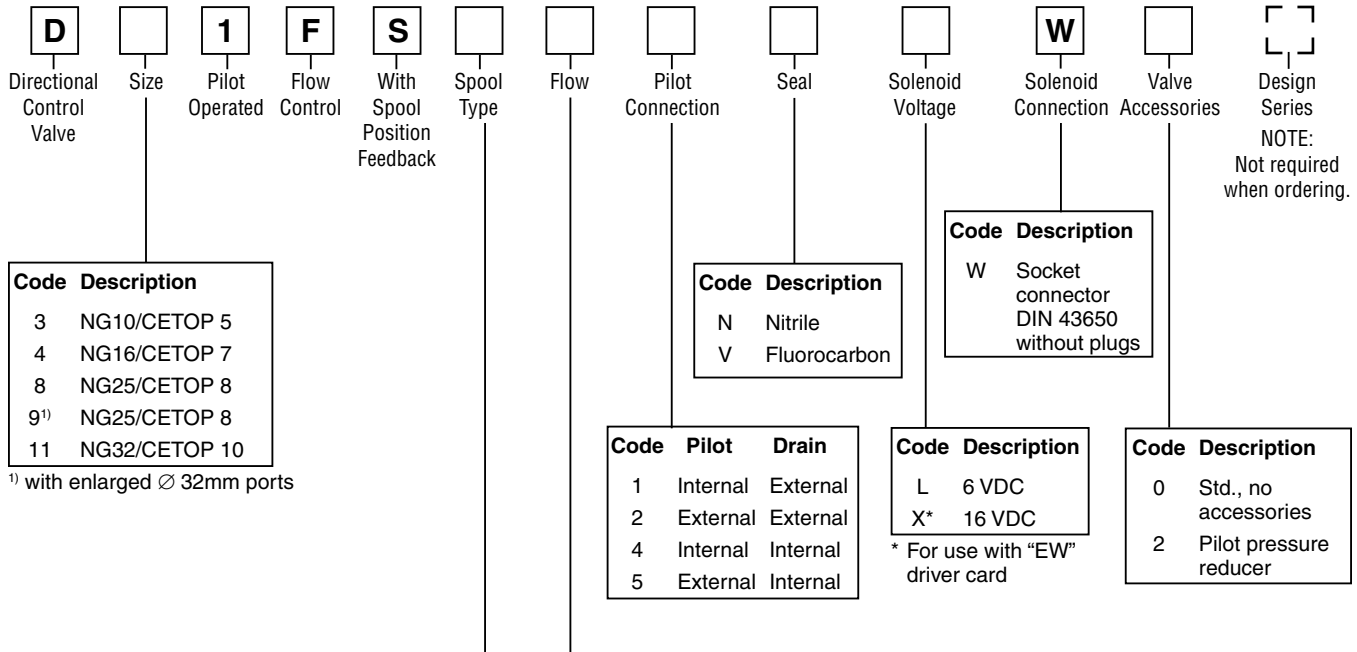 D 1 F S W
Directional Control Valve
Size
Pilot Operated
Flow Control
With Spool Position Feedback
Spool Type
Flow
Pilot Connection
Seal
Solenoid Voltage
Solenoid Connection
Valve Accessories
Design Series
NOTE:
Not required
when ordering.
Code Description
3 NG10/CETOP 5
4 NG16/CETOP 7
8 NG25/CETOP 8
9¹⁾ NG25/CETOP 8
11 NG32/CETOP 10
¹⁾ with enlarged ∅ 32mm ports
Code Pilot Drain
1 Internal External
2 External External
4 Internal Internal
5 External Internal
Code Description
N Nitrile
V Fluorocarbon
Code Description
L 6 VDC
X* 16 VDC
* For use with “EW”
driver card
Code Description
W Socket
connector
DIN 43650
without plugs
Code Description
0 Std., no
accessories
2 Pilot pressure
reducer